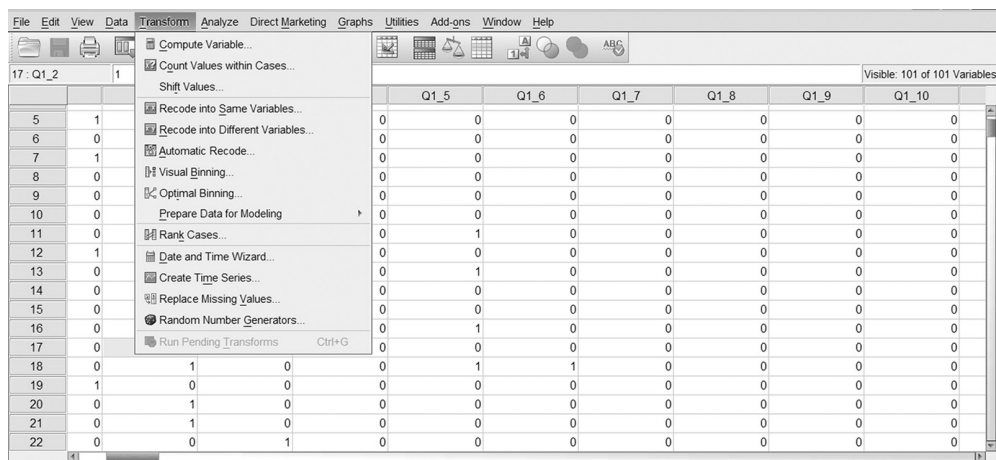 File Edit View Data Transform Analyze Direct Marketing Graphs Utilities Add-ons Window Help
17 : Q1_2 1 Visible: 101 of 101 Variables
Compute Variable...
Count Values within Cases...
Shift Values...
Recode into Same Variables...
Recode into Different Variables...
Automatic Recode...
Visual Binning...
Optimal Binning...
Prepare Data for Modeling
Rank Cases...
Date and Time Wizard...
Create Time Series...
Replace Missing Values...
Random Number Generators...
Run Pending Transforms Ctrl+G
Q1_5 Q1_6 Q1_7 Q1_8 Q1_9 Q1_10
5 1 0 0 0 0 0 0 0
6 0 0 0 0 0 0 0 0
7 1 0 0 0 0 0 0 0
8 0 0 0 0 0 0 0 0
9 0 0 0 0 0 0 0 0
10 0 0 0 0 0 0 0 0
11 0 0 1 0 0 0 0 0
12 1 0 0 0 0 0 0 0
13 0 0 1 0 0 0 0 0
14 0 0 0 0 0 0 0 0
15 0 0 0 0 0 0 0 0
16 0 0 1 0 0 0 0 0
17 0 0 0 0 0 0 0 0
18 0 1 0 0 1 1 0 0 0 0
19 1 0 0 0 0 0 0 0 0 0
20 0 1 0 0 0 0 0 0 0 0
21 0 1 0 0 0 0 0 0 0 0
22 0 0 1 0 0 0 0 0 0 0